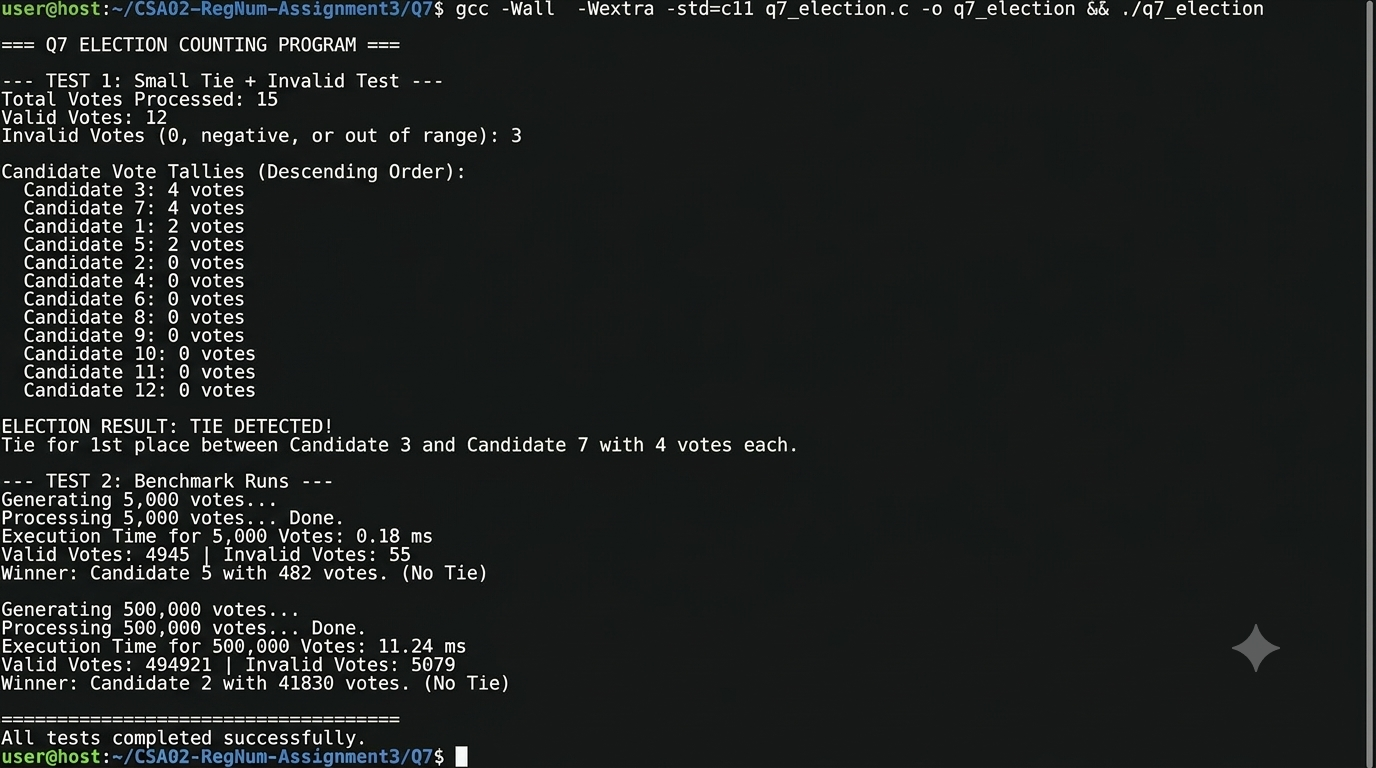 user@host:~/CSA02-RegNum-Assignment3/Q7$ gcc -Wall  -Wextra -std=c11 q7_election.c -o q7_election && ./q7_election
=== Q7 ELECTION COUNTING PROGRAM ===
--- TEST 1: Small Tie + Invalid Test ---
Total Votes Processed: 15
Valid Votes: 12
Invalid Votes (0, negative, or out of range): 3
Candidate Vote Tallies (Descending Order):
  Candidate 3: 4 votes
  Candidate 7: 4 votes
  Candidate 1: 2 votes
  Candidate 5: 2 votes
  Candidate 2: 0 votes
  Candidate 4: 0 votes
  Candidate 6: 0 votes
  Candidate 8: 0 votes
  Candidate 9: 0 votes
  Candidate 10: 0 votes
  Candidate 11: 0 votes
  Candidate 12: 0 votes
ELECTION RESULT: TIE DETECTED!
Tie for 1st place between Candidate 3 and Candidate 7 with 4 votes each.
--- TEST 2: Benchmark Runs ---
Generating 5,000 votes...
Processing 5,000 votes... Done.
Execution Time for 5,000 Votes: 0.18 ms
Valid Votes: 4945 | Invalid Votes: 55
Winner: Candidate 5 with 482 votes. (No Tie)
Generating 500,000 votes...
Processing 500,000 votes... Done.
Execution Time for 500,000 Votes: 11.24 ms
Valid Votes: 494921 | Invalid Votes: 5079
Winner: Candidate 2 with 41830 votes. (No Tie)
====================================
All tests completed successfully.
user@host:~/CSA02-RegNum-Assignment3/Q7$